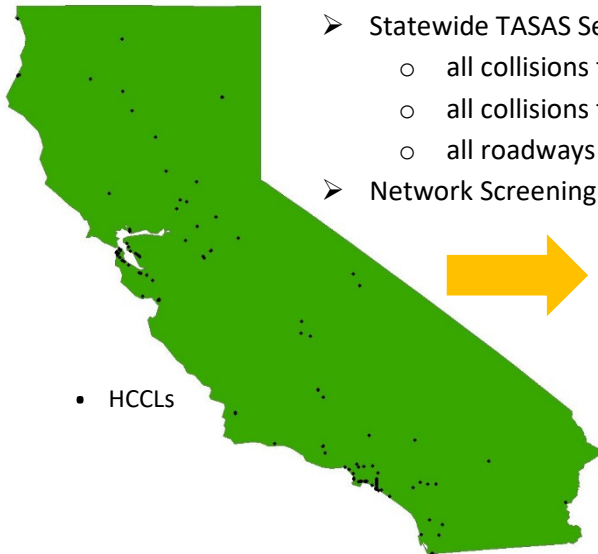 ➢ Statewide TASAS Se
o all collisions
o all collisions
o all roadways
➢ Network Screening
• HCCLs